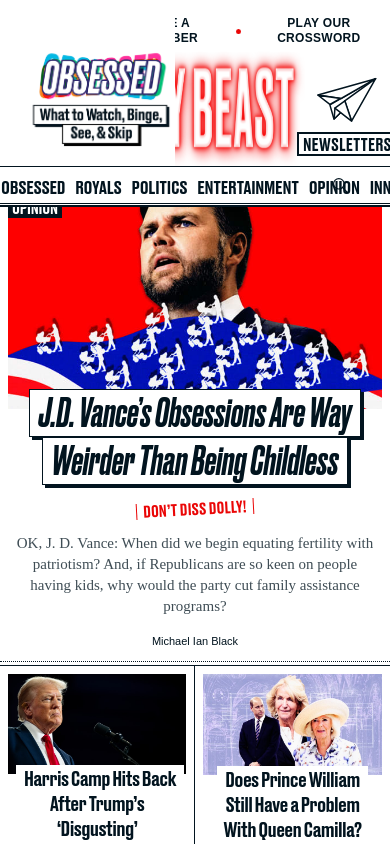 E A
BER
PLAY OUR
CROSSWORD
OBSESSED
What to Watch, Binge,
See, & Skip
Y BEAST
NEWSLETTERS
OBSESSED ROYALS POLITICS ENTERTAINMENT OPINION INN
OPINION
J.D. Vance's Obsessions Are Way
Weirder Than Being Childless
DON'T DISS DOLLY!
OK, J. D. Vance: When did we begin equating fertility with
patriotism? And, if Republicans are so keen on people
having kids, why would the party cut family assistance
programs?
Michael Ian Black
Harris Camp Hits Back
After Trump's
‘Disgusting’
Does Prince William
Still Have a Problem
With Queen Camilla?